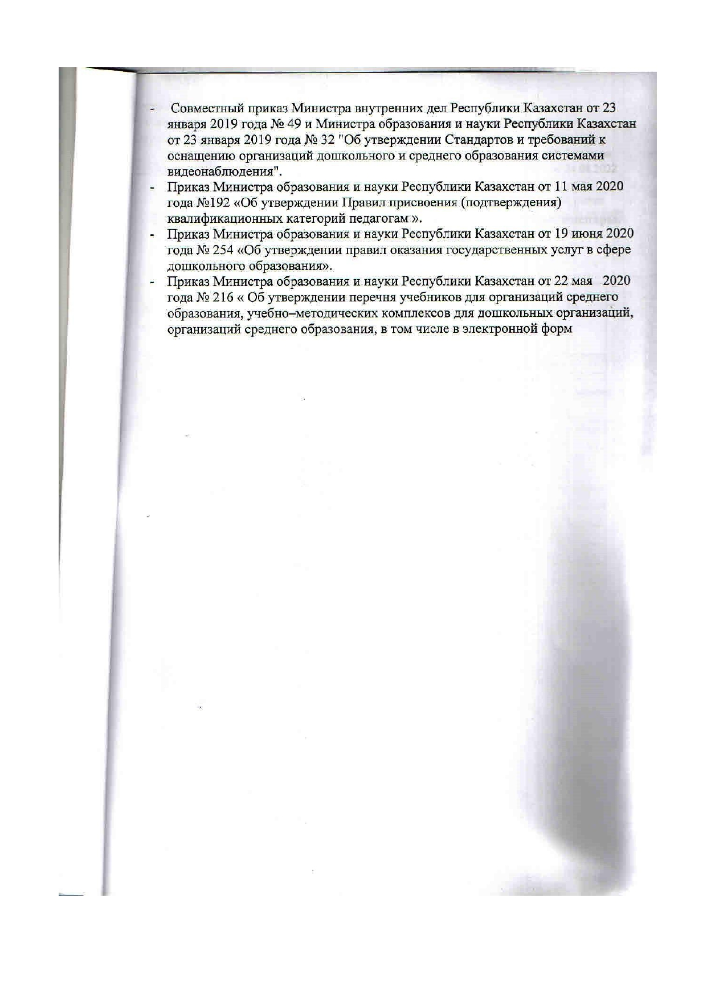 - Совместный приказ Министра внутренних дел Республики Казахстан от 23
января 2019 года № 49 и Министра образования и науки Республики Казахстан
от 23 января 2019 года № 32 "Об утверждении Стандартов и требований к
оснащению организаций дошкольного и среднего образования системами
видеонаблюдения".
- Приказ Министра образования и науки Республики Казахстан от 11 мая 2020
года №192 «Об утверждении Правил присвоения (подтверждения)
квалификационных категорий педагогам ».
- Приказ Министра образования и науки Республики Казахстан от 19 июня 2020
года № 254 «Об утверждении правил оказания государственных услуг в сфере
дошкольного образования».
- Приказ Министра образования и науки Республики Казахстан от 22 мая 2020
года № 216 « Об утверждении перечня учебников для организаций среднего
образования, учебно–методических комплексов для дошкольных организаций,
организаций среднего образования, в том числе в электронной форм